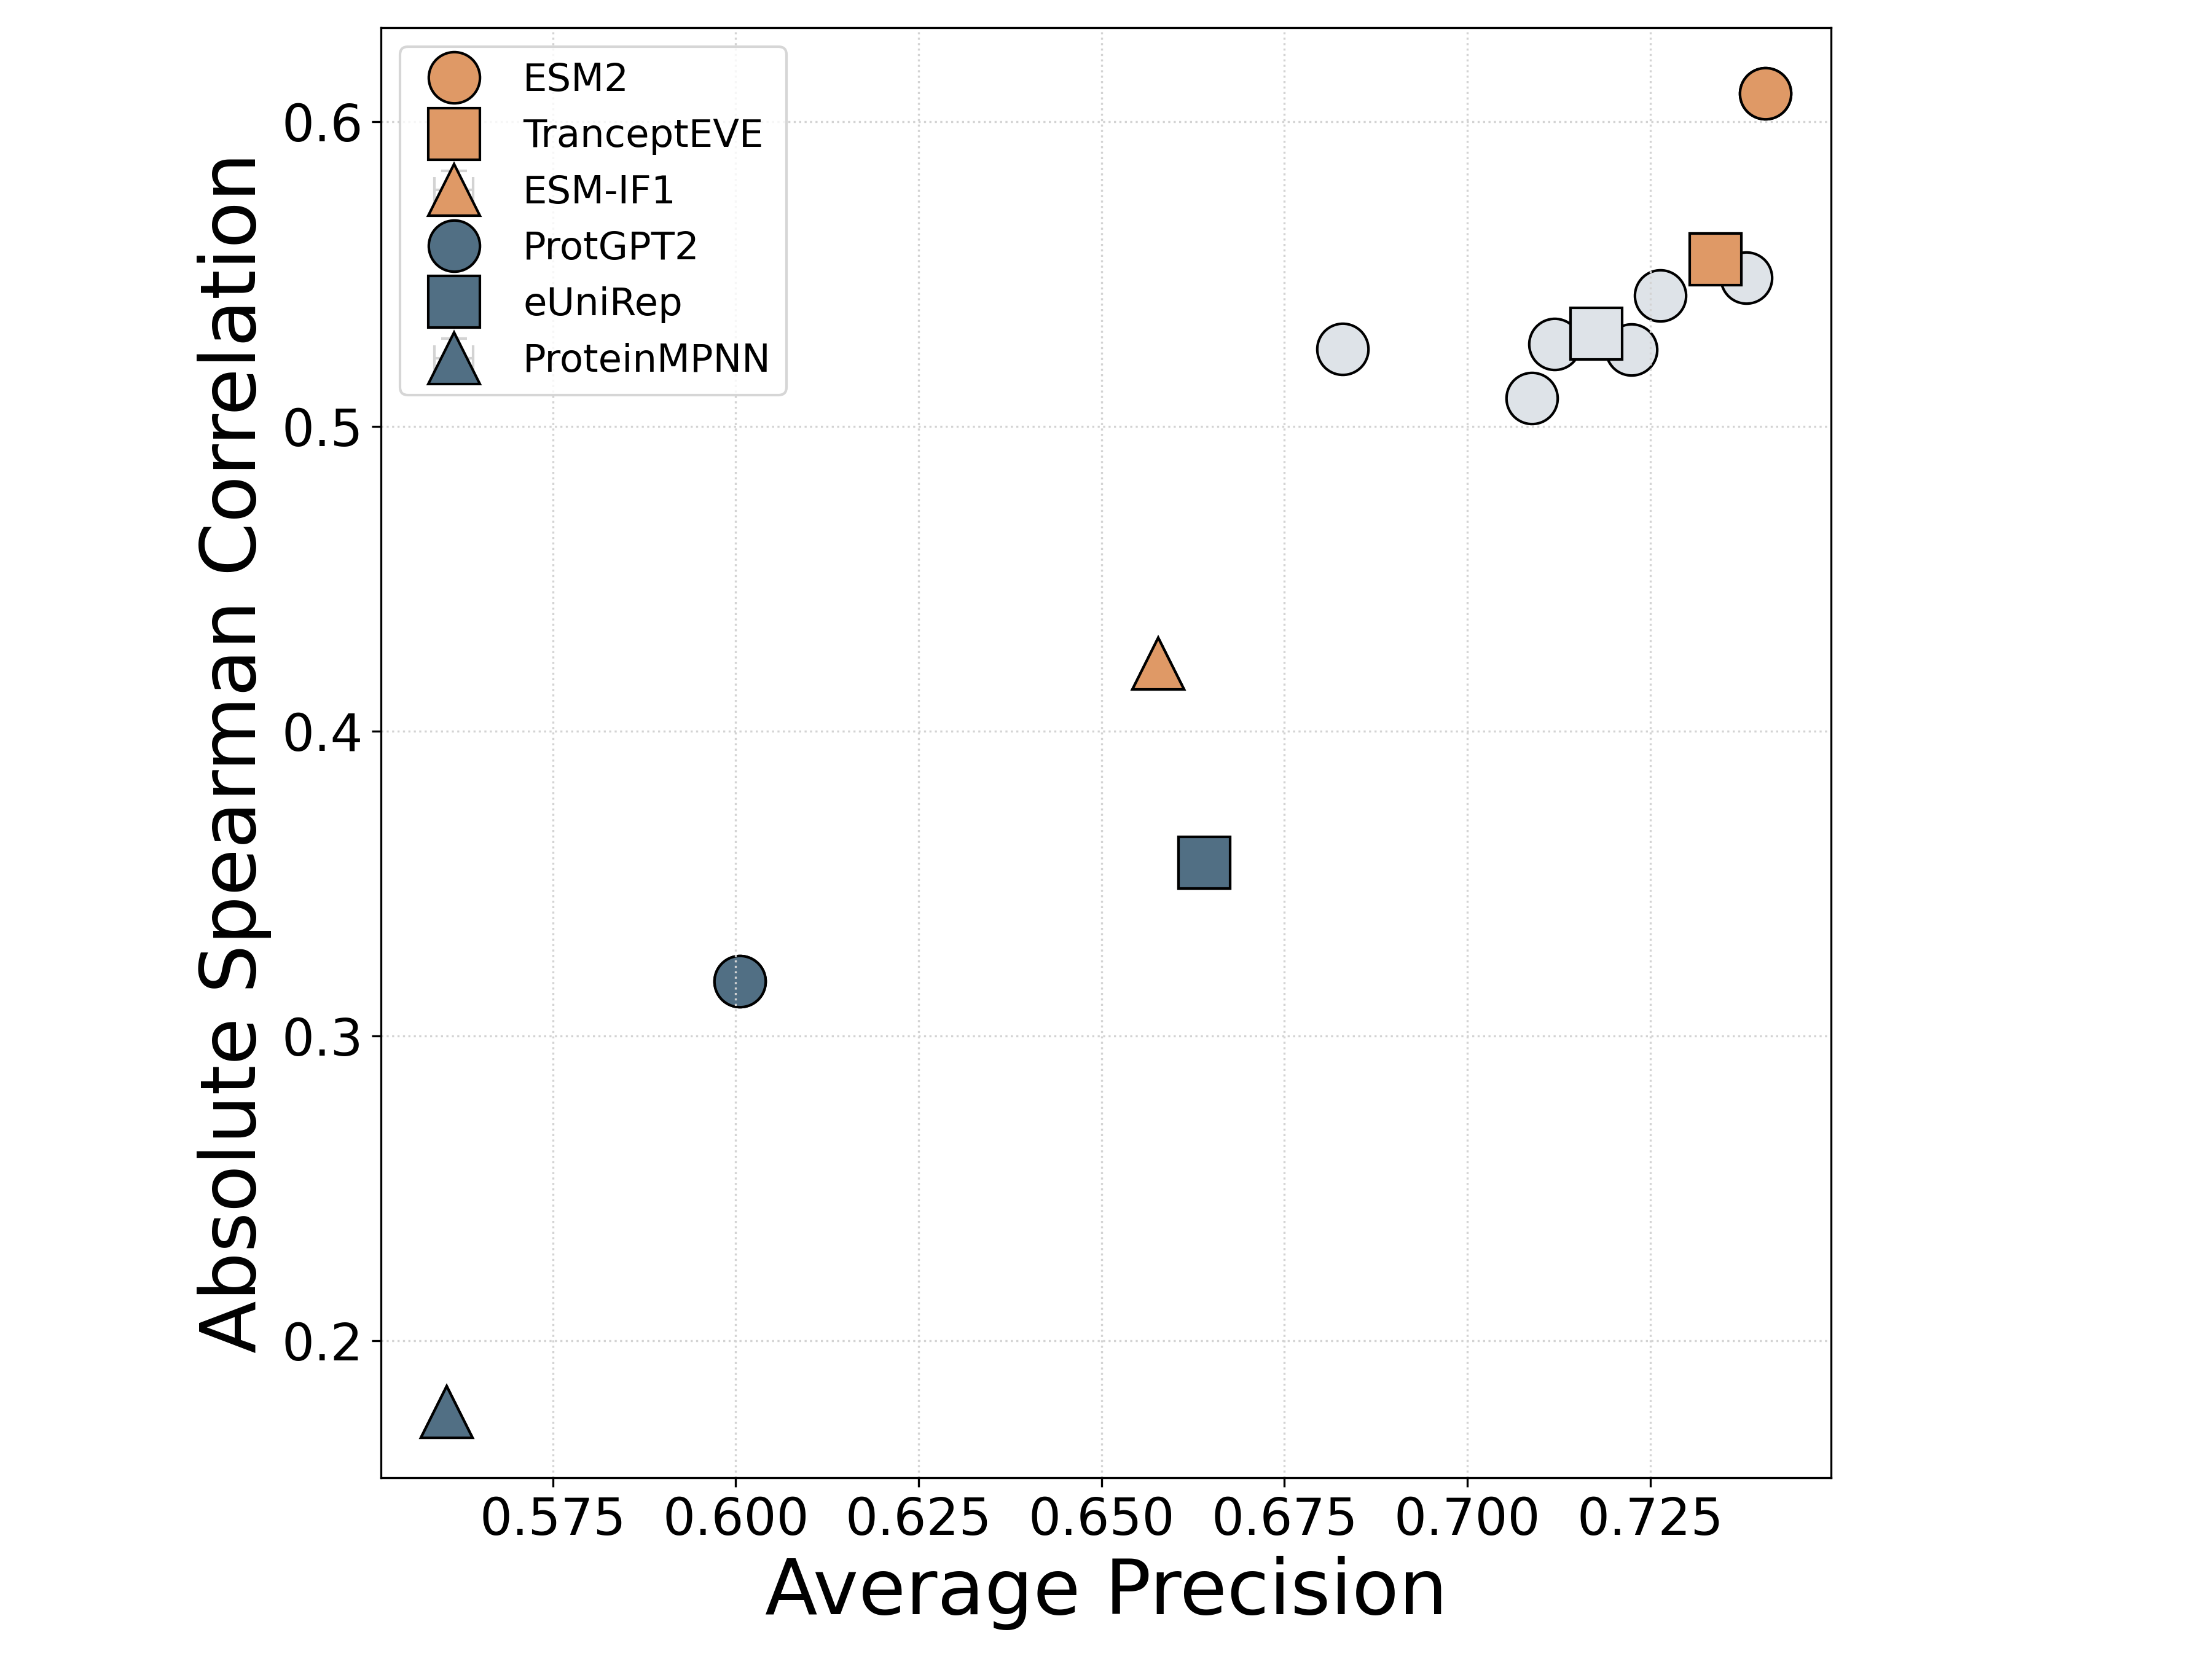 ESM2
TranceptEVE
ESM-IF1
ProtGPT2
eUniRep
ProteinMPNN
Absolute Spearman Correlation
0.6
0.5
0.4
0.3
0.2
0.575 0.600 0.625 0.650 0.675 0.700 0.725
Average Precision